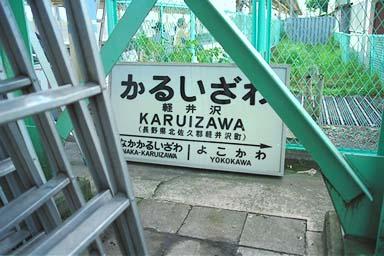 かるいざわ
軽井沢
KARUIZAWA
(長野県北佐久郡軽井沢町)
なかかるいざわ よこかわ
NAKA-KARUIZAWA YOKOKAWA